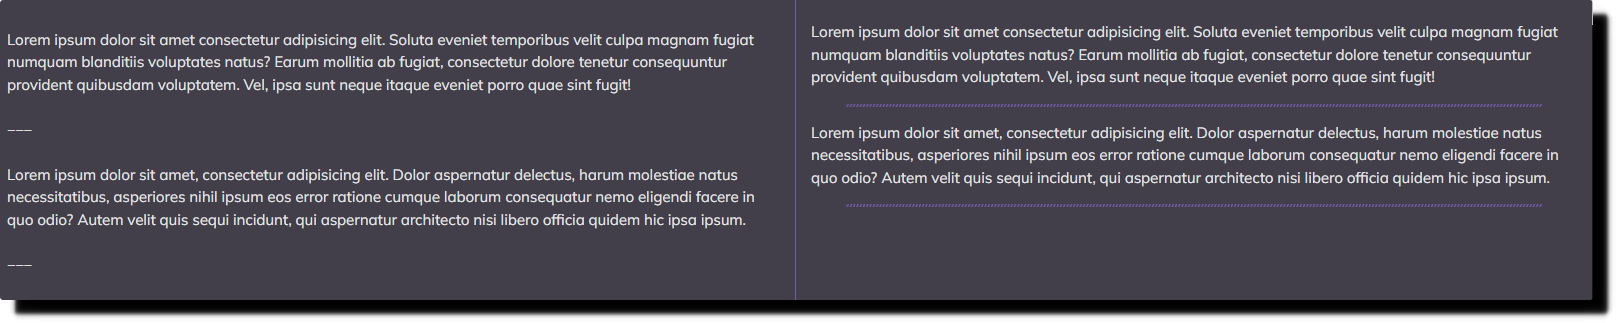 Lorem ipsum dolor sit amet consectetur adipisicing elit. Soluta eveniet temporibus velit culpa magnam fugiat
numquam blanditiis voluptates natus? Earum mollitia ab fugiat, consectetur dolore tenetur consequuntur
provident quibusdam voluptatem. Vel, ipsa sunt neque itaque eveniet porro quae sint fugit!
---
Lorem ipsum dolor sit amet, consectetur adipisicing elit. Dolor aspernatur delectus, harum molestiae natus
necessitatibus, asperiores nihil ipsum eos error ratione cumque laborum consequatur nemo eligendi facere in
quo odio? Autem velit quis sequi incidunt, qui aspernatur architecto nisi libero officia quidem hic ipsa ipsum.
---
Lorem ipsum dolor sit amet consectetur adipisicing elit. Soluta eveniet temporibus velit culpa magnam fugiat
numquam blanditiis voluptates natus? Earum mollitia ab fugiat, consectetur dolore tenetur consequuntur
provident quibusdam voluptatem. Vel, ipsa sunt neque itaque eveniet porro quae sint fugit!
Lorem ipsum dolor sit amet, consectetur adipisicing elit. Dolor aspernatur delectus, harum molestiae natus
necessitatibus, asperiores nihil ipsum eos error ratione cumque laborum consequatur nemo eligendi facere in
quo odio? Autem velit quis sequi incidunt, qui aspernatur architecto nisi libero officia quidem hic ipsa ipsum.